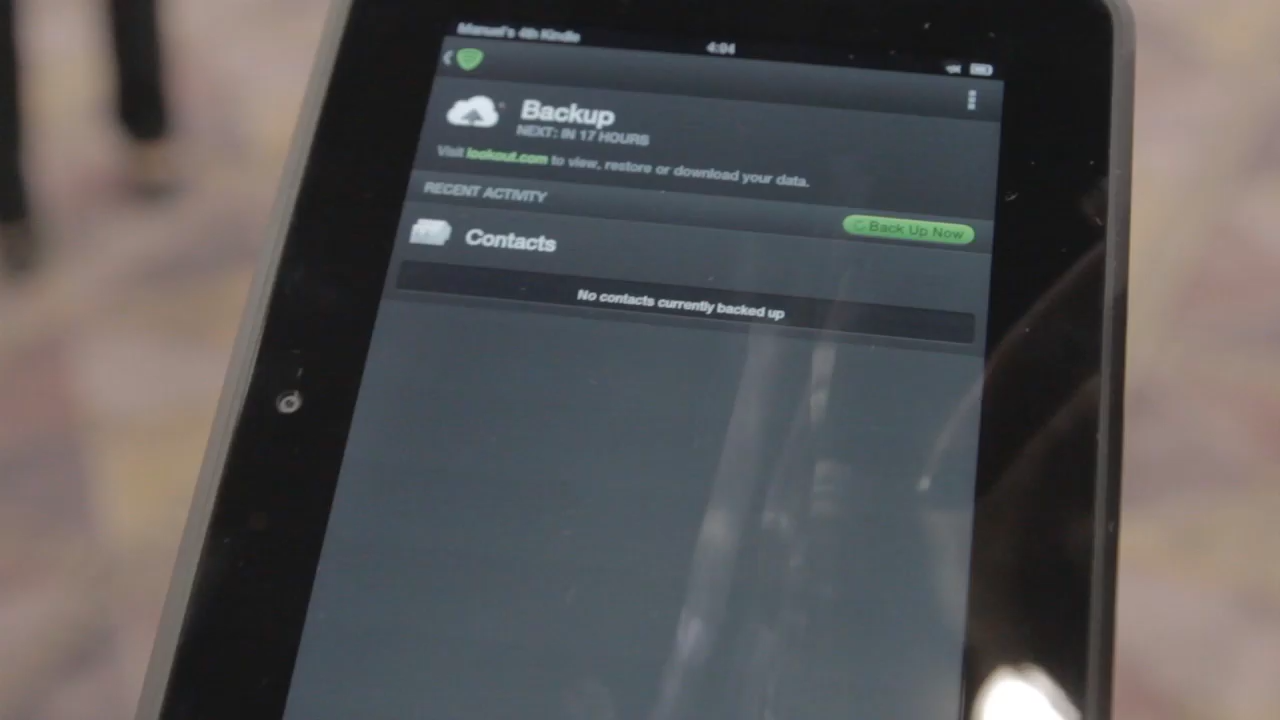 Manuel's 4th Kindle
4:04
Backup
NEXT: IN 17 HOURS
Visit lookout.com to view, restore or download your data.
RECENT ACTIVITY
Back Up Now
Contacts
No contacts currently backed up